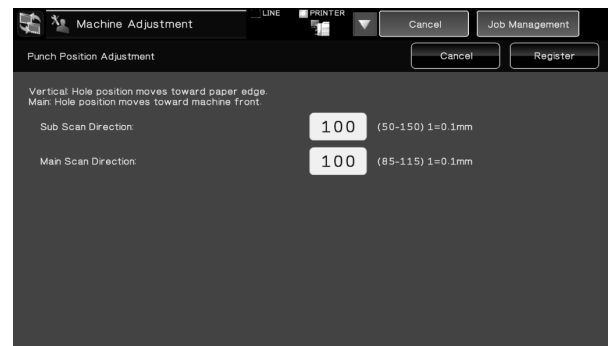 LINE PRINTER
Machine Adjustment Cancel Job Management
Punch Position Adjustment Cancel Register
Vertical: Hole position moves toward paper edge.
Main: Hole position moves toward machine front.
Sub Scan Direction: 100 (50-150) 1=0.1mm
Main Scan Direction: 100 (85-115) 1=0.1mm